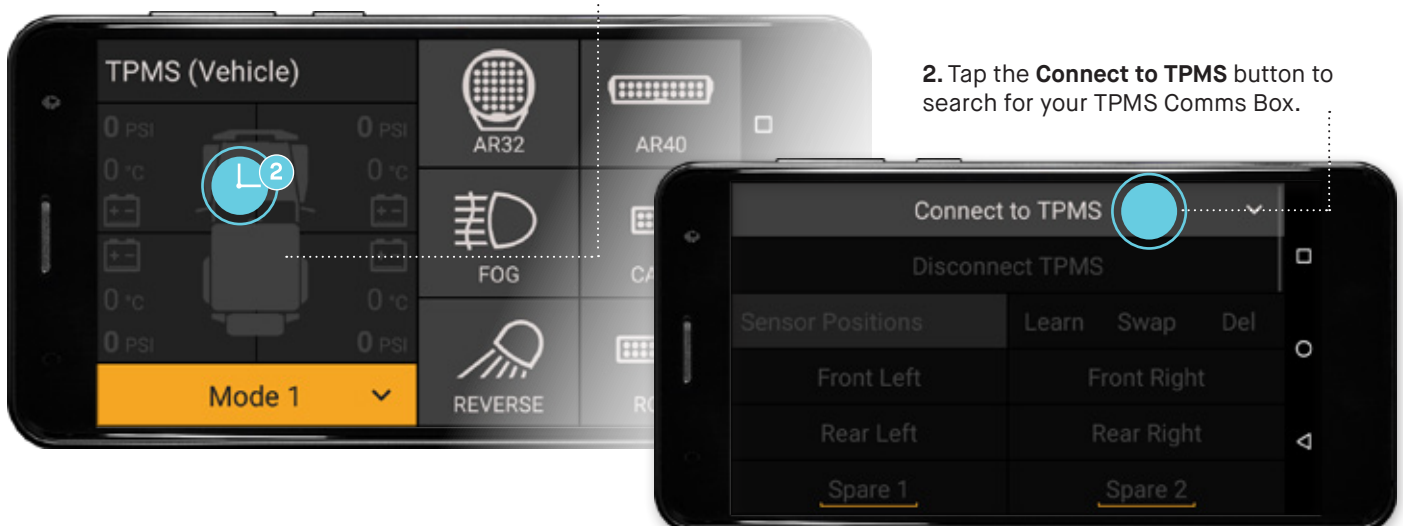 TPMS (Vehicle)
0 PSI
0 PSI
0 °C
0 °C
2
0 °C
0 °C
0 PSI
0 PSI
Mode 1
AR32
AR40
FOG
REVERSE
2. Tap the Connect to TPMS button to
search for your TPMS Comms Box.
Connect to TPMS
Disconnect TPMS
Sensor Positions Learn Swap Del
Front Left Front Right
Rear Left Rear Right
Spare 1 Spare 2